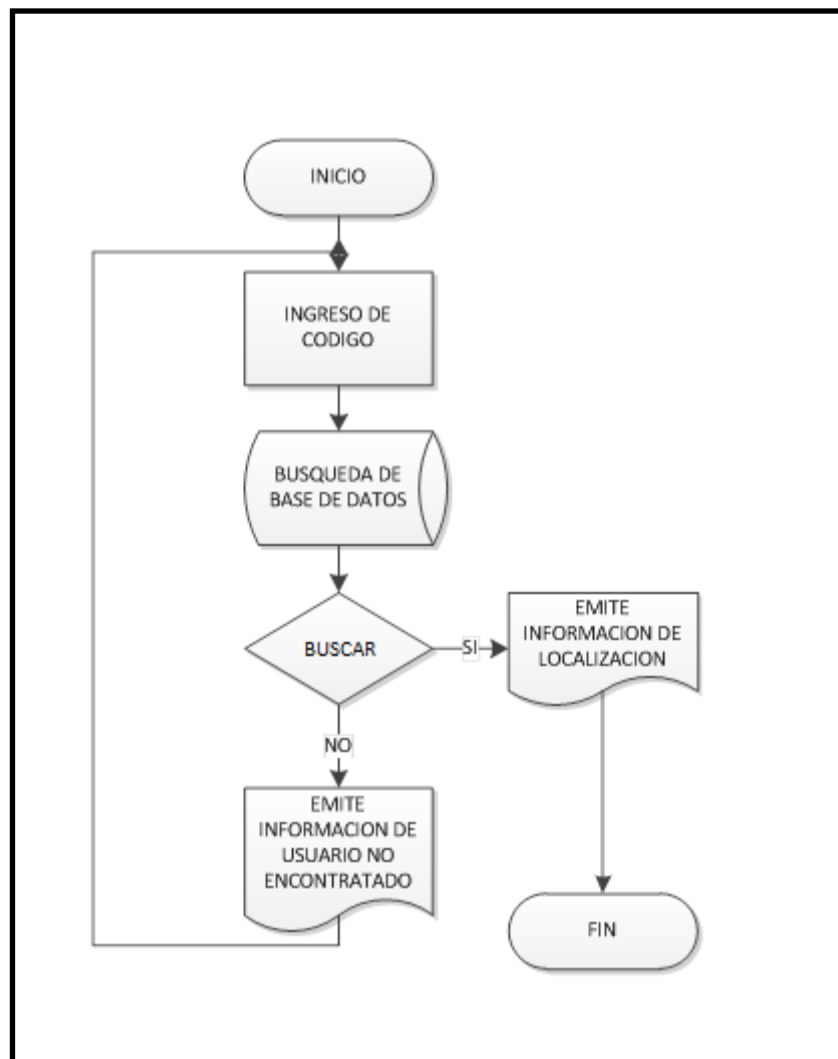 INICIO
INGRESO DE
CODIGO
BUSQUEDA DE
BASE DE DATOS
BUSCAR
SI
EMITE
INFORMACION DE
LOCALIZACION
NO
EMITE
INFORMACION DE
USUARIO NO
ENCONTRATADO
FIN